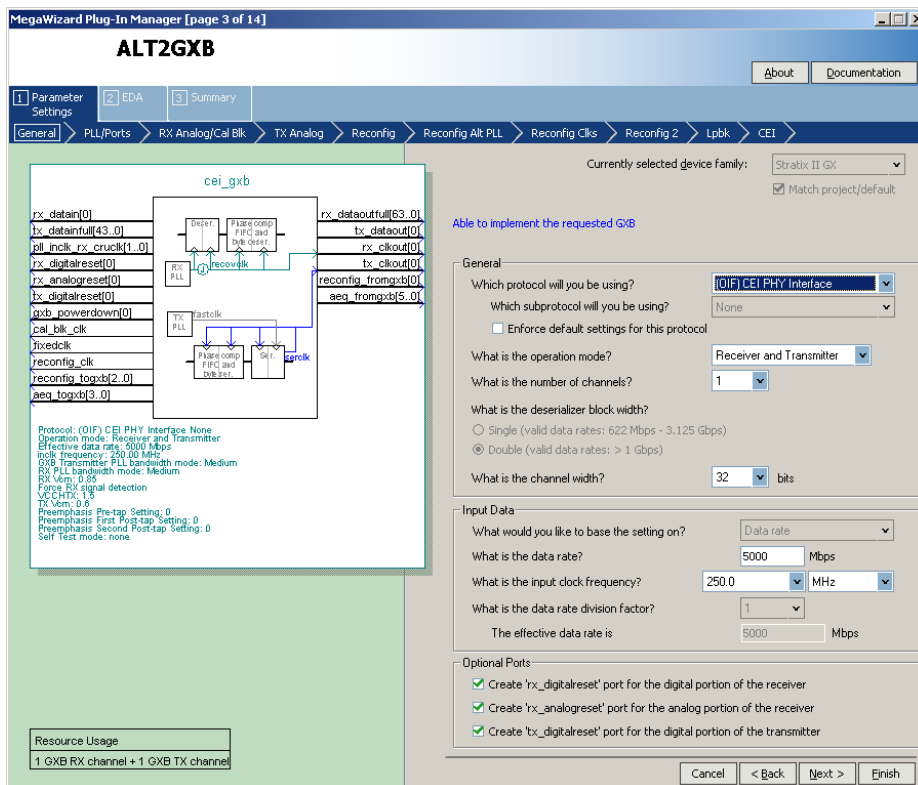 MegaWizard Plug-In Manager [page 3 of 14]
ALT2GXB
About
Documentation
1 Parameter Settings
2 EDA
3 Summary
General
PLL/Ports
RX Analog/Cal Blk
TX Analog
Reconfig
Reconfig Alt PLL
Reconfig Clks
Reconfig 2
Lpbk
CEI
cei_gxb
rx_datain[0]
tx_datainfull[43..0]
pll_inclk_rx_cruclk[1..0]
rx_digitalreset[0]
rx_analogreset[0]
tx_digitalreset[0]
gxb_powerdown[0]
cal_blk_clk
fixedclk
reconfig_clk
reconfig_togxb[2..0]
aeq_togxb[3..0]
Deser.
Phase comp
FIFO and
byte deser.
RX
PLL
recovclk
TX
PLL
fastclk
Phase comp
FIFO and
byte deser.
Ser.
serclk
rx_dataoutfull[63..0]
tx_dataout[0]
rx_clkout[0]
tx_clkout[0]
reconfig_fromgxb[0]
aeq_fromgxb[5..0]
Protocol: (OIF) CEI PHY Interface None
Operation mode: Receiver and Transmitter
Effective data rate: 5000 Mbps
inclk frequency: 250.00 MHz
GXB Transmitter PLL bandwidth mode: Medium
RX PLL bandwidth mode: Medium
RX Vcm: 0.85
Force RX signal detection
VCCHTX: 1.5
TX Vcm: 0.6
Preemphasis Pre-tap Setting: 0
Preemphasis First Post-tap Setting: 0
Preemphasis Second Post-tap Setting: 0
Self Test mode: none
Resource Usage
1 GXB RX channel + 1 GXB TX channel
Currently selected device family:
Stratix II GX
Match project/default
Able to implement the requested GXB
General
Which protocol will you be using?
(OIF) CEI PHY Interface
Which subprotocol will you be using?
None
Enforce default settings for this protocol
What is the operation mode?
Receiver and Transmitter
What is the number of channels?
1
What is the deserializer block width?
Single (valid data rates: 622 Mbps - 3.125 Gbps)
Double (valid data rates: > 1 Gbps)
What is the channel width?
32
bits
Input Data
What would you like to base the setting on?
Data rate
What is the data rate?
5000
Mbps
What is the input clock frequency?
250.0
MHz
What is the data rate division factor?
1
The effective data rate is
5000
Mbps
Optional Ports
Create 'rx_digitalreset' port for the digital portion of the receiver
Create 'rx_analogreset' port for the analog portion of the receiver
Create 'tx_digitalreset' port for the digital portion of the transmitter
Cancel
< Back
Next >
Finish